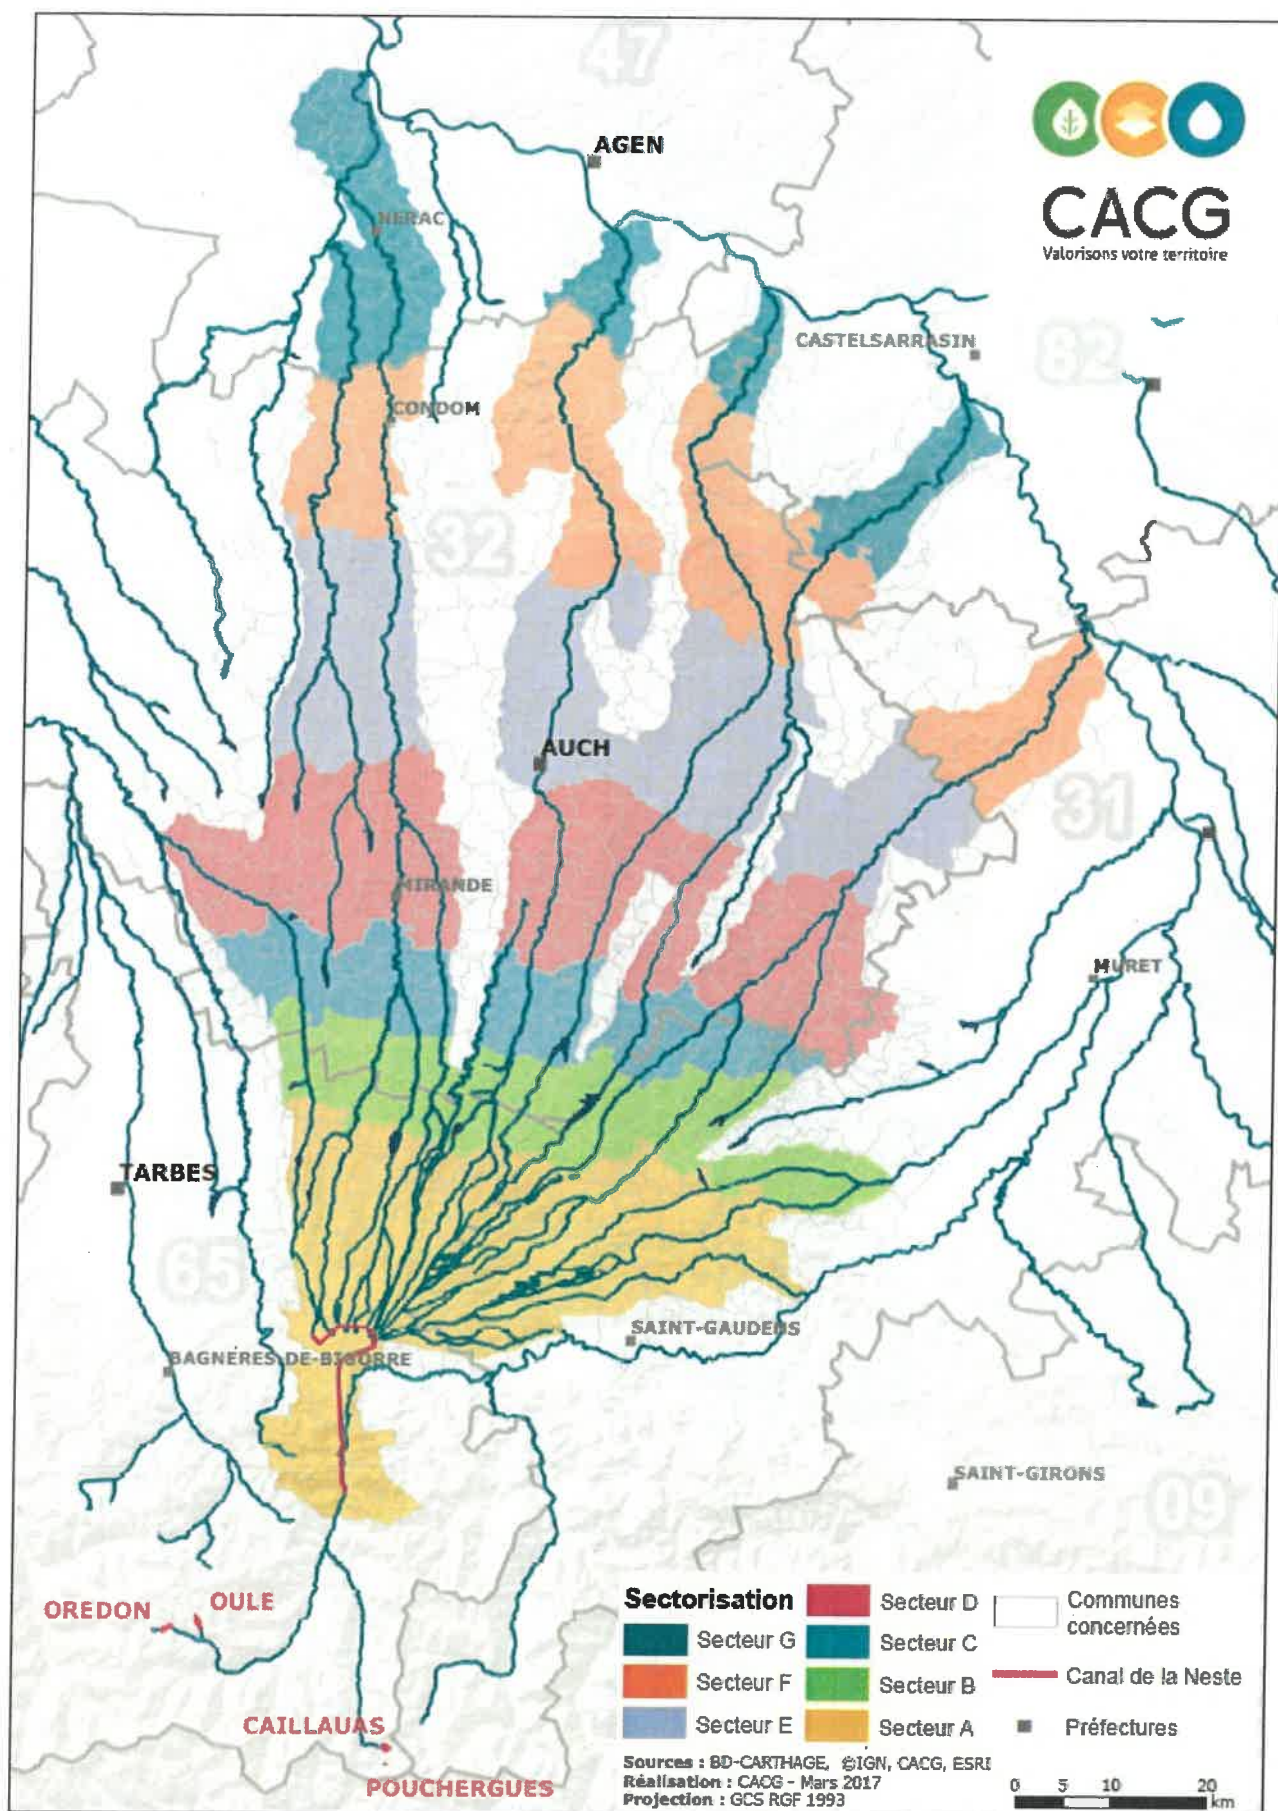 47
AGEN
CACG
Valorisons votre territoire
NERAC
CASTELSARRASIN
82
CONDOM
32
AUCH
31
MIRANDE
MURET
TARBES
65
SAINT-GAUDENS
BAGNERES-DE-BIGORRE
SAINT-GIRONS
09
OREDON
OULE
CAILLAUAS
POUCHERGUES
Sectorisation
Secteur G
Secteur F
Secteur E
Secteur D
Secteur C
Secteur B
Secteur A
Communes
concernées
Canal de la Neste
Préfectures
Sources : BD-CARTHAGE, ©IGN, CACG, ESRI
Réalisation : CACG - Mars 2017
Projection : GCS RGF 1993
0 5 10 20
km